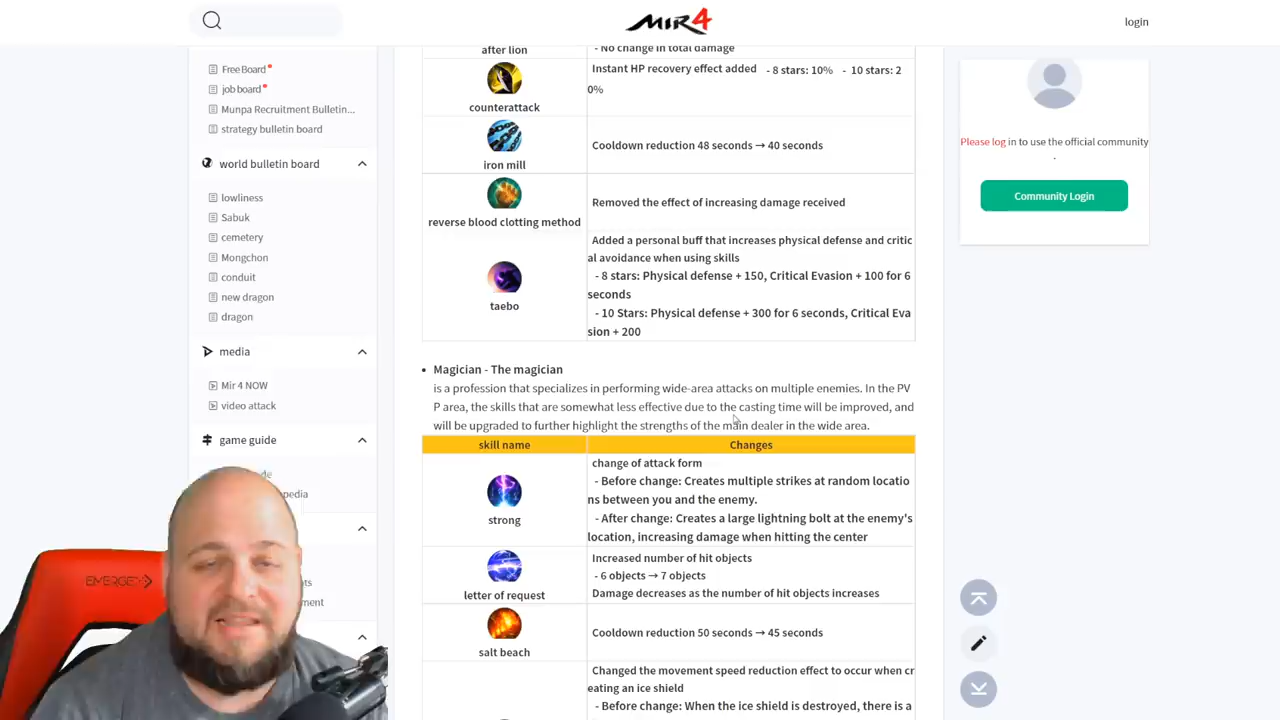 MIR4
login
Free Board
job board
Munpa Recruitment Bulletin...
strategy bulletin board
world bulletin board
lowliness
Sabuk
cemetery
Mongchon
conduit
new dragon
dragon
media
Mir 4 NOW
video attack
game guide
after lion
- No change in total damage
counterattack
Instant HP recovery effect added - 8 stars: 10% - 10 stars: 2
0%
iron mill
Cooldown reduction 48 seconds → 40 seconds
reverse blood clotting method
Removed the effect of increasing damage received
taebo
Added a personal buff that increases physical defense and critic
al avoidance when using skills
- 8 stars: Physical defense + 150, Critical Evasion + 100 for 6
seconds
- 10 Stars: Physical defense + 300 for 6 seconds, Critical Eva
sion + 200
• Magician - The magician
is a profession that specializes in performing wide-area attacks on multiple enemies. In the PV
P area, the skills that are somewhat less effective due to the casting time will be improved, and
will be upgraded to further highlight the strengths of the main dealer in the wide area.
skill name
Changes
strong
change of attack form
- Before change: Creates multiple strikes at random locatio
ns between you and the enemy.
- After change: Creates a large lightning bolt at the enemy's
location, increasing damage when hitting the center
letter of request
Increased number of hit objects
- 6 objects → 7 objects
Damage decreases as the number of hit objects increases
salt beach
Cooldown reduction 50 seconds → 45 seconds
Changed the movement speed reduction effect to occur when cr
eating an ice shield
- Before change: When the ice shield is destroyed, there is a
Please log in to use the official community
.
Community Login
EMERGE